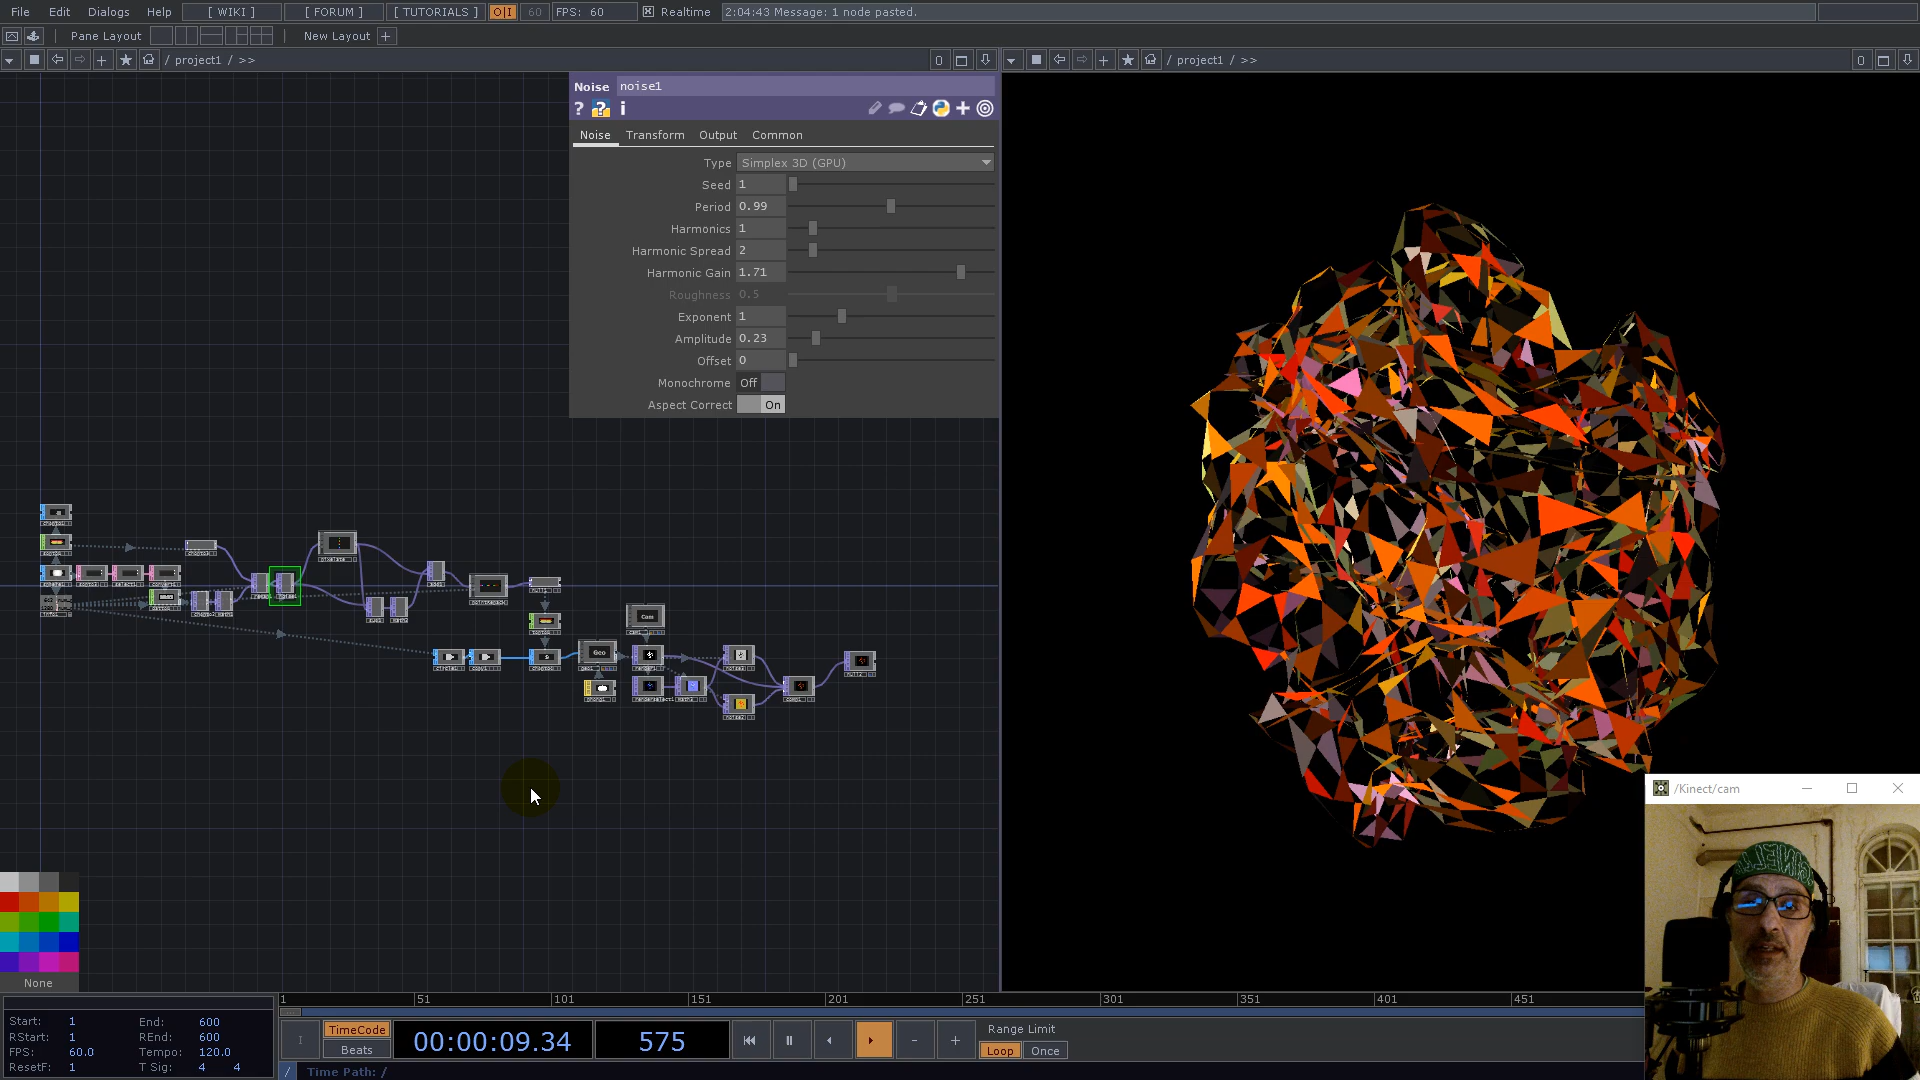 File Edit Dialogs Help [ WIKI ] [ FORUM ] [ TUTORIALS ] O|I 60 FPS: 60 Realtime 2:04:43 Message: 1 node pasted.
Pane Layout New Layout +
/ project1 / >> 0
/ project1 / >> 0
Noise noise1
? ? i
Noise Transform Output Common
Type Simplex 3D (GPU)
Seed 1
Period 0.99
Harmonics 1
Harmonic Spread 2
Harmonic Gain 1.71
Roughness 0.5
Exponent 1
Amplitude 0.23
Offset 0
Monochrome Off
Aspect Correct On
Cam
Geo
/Kinect/cam
None
1 51 101 151 201 251 301 351 401 451
Start: 1 End: 600
RStart: 1 REnd: 600
FPS: 60.0 Tempo: 120.0
ResetF: 1 T Sig: 4 4
TimeCode
Beats
00:00:09.34 575
Range Limit
Loop Once
/ Time Path: /